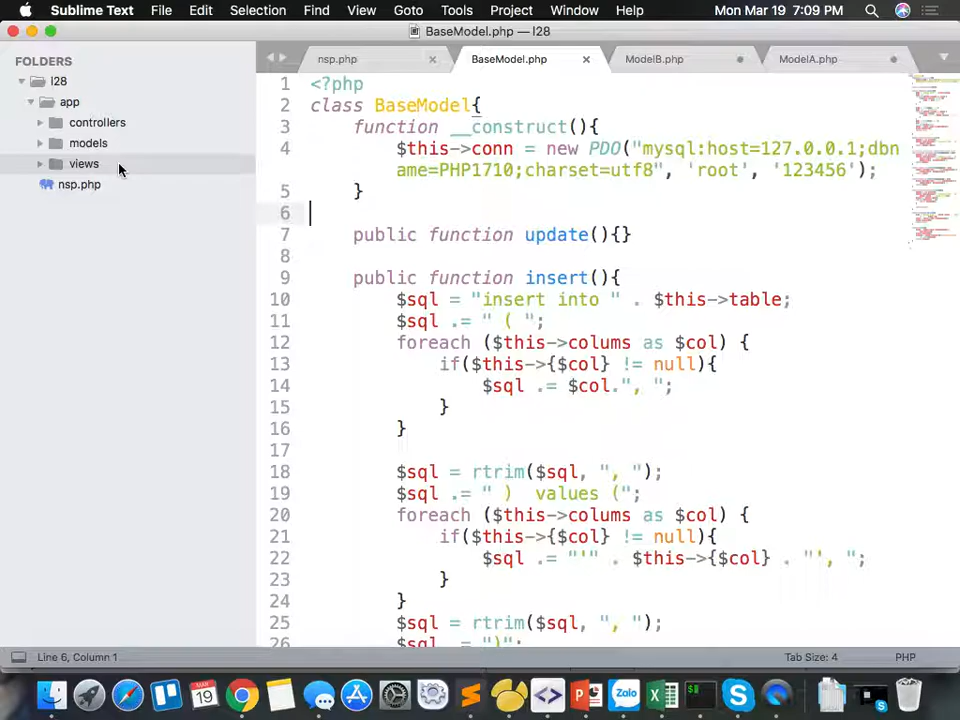 Sublime Text File Edit Selection Find Goto Tools Project Window Help Mon Mar 19 7:09 PM
BaseModel.php — l28
FOLDERS
l28
app
controllers
models
views
nsp.php
nsp.php BaseModel.php ModelB.php ModelA.php
1 <?php
2 class BaseModel{
3 function __construct(){
4 $this->conn = new PDO("mysql:host=127.0.0.1;dbn
ame=PHP1710;charset=utf8", 'root', '123456');
5 }
6
7 public function update(){}
8
9 public function insert(){
10 $sql = "insert into " . $this->table;
11 $sql .= " ( ";
12 foreach ($this->colums as $col) {
13 if($this->{$col} != null){
14 $sql .= $col.", ";
15 }
16 }
17
18 $sql = rtrim($sql, ", ");
19 $sql .= " )  values (";
20 foreach ($this->colums as $col) {
21 if($this->{$col} != null){
22 $sql .= "'" . $this->{$col} . "', ";
23 }
24 }
25 $sql = rtrim($sql, ", ");
26 $sql .= ")";
Line 6, Column 1 Tab Size: 4 PHP
MAR
19
Zalo